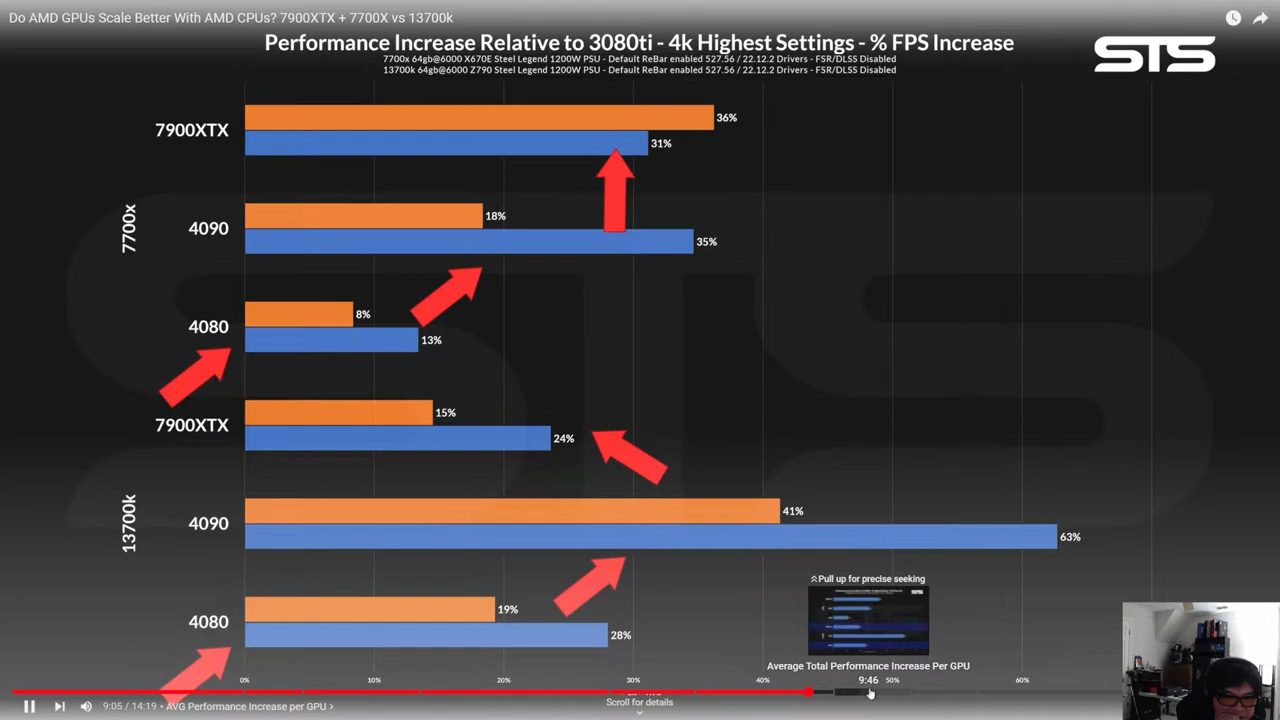 Do AMD GPUs Scale Better With AMD CPUs? 7900XTX + 7700X vs 13700k
Performance Increase Relative to 3080ti - 4k Highest Settings - % FPS Increase
7700x 64gb@6000 X670E Steel Legend 1200W PSU - Default ReBar enabled 527.56 / 22.12.2 Drivers - FSR/DLSS Disabled
13700k 64gb@6000 Z790 Steel Legend 1200W PSU - Default ReBar enabled 527.56 / 22.12.2 Drivers - FSR/DLSS Disabled
STS
7700x
7900XTX
36%
31%
4090
18%
35%
4080
8%
13%
13700k
7900XTX
15%
24%
4090
41%
63%
4080
19%
28%
Pull up for precise seeking
STS
Average Total Performance Increase Per GPU
9:46
0%
10%
20%
30%
40%
50%
60%
Scroll for details
9:05 / 14:19 • AVG Performance Increase per GPU ›